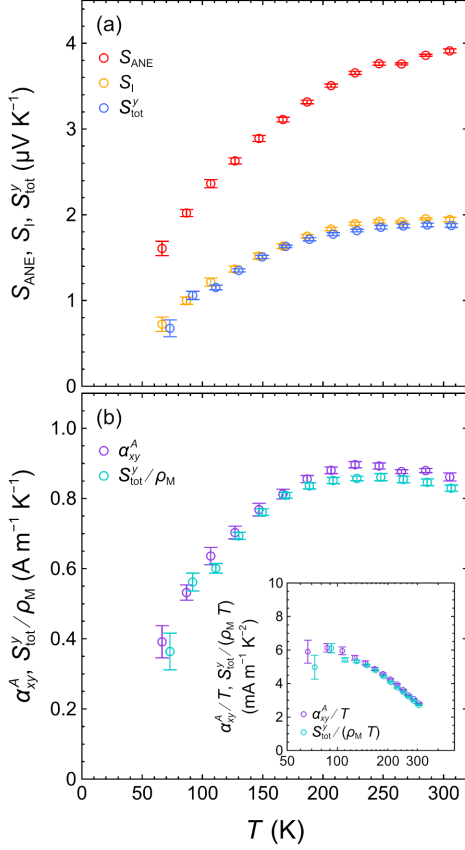 (a)
S_ANE
S_I
S^y_tot
S_ANE, S_I, S^y_tot (μV K⁻¹)
4
3
2
1
0
(b)
α^A_xy
S^y_tot / ρ_M
α^A_xy, S^y_tot / ρ_M (A m⁻¹ K⁻¹)
1.0
0.8
0.6
0.4
0.2
0
α^A_xy / T, S^y_tot / (ρ_M T)
(mA m⁻¹ K⁻²)
10
8
6
4
2
0
α^A_xy / T
S^y_tot / (ρ_M T)
50 100 200 300
0 50 100 150 200 250 300
T (K)